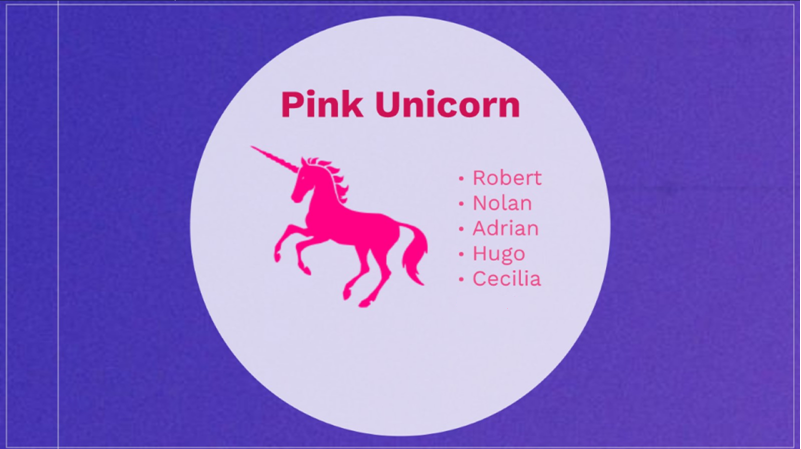 Pink Unicorn
• Robert
• Nolan
• Adrian
• Hugo
• Cecilia